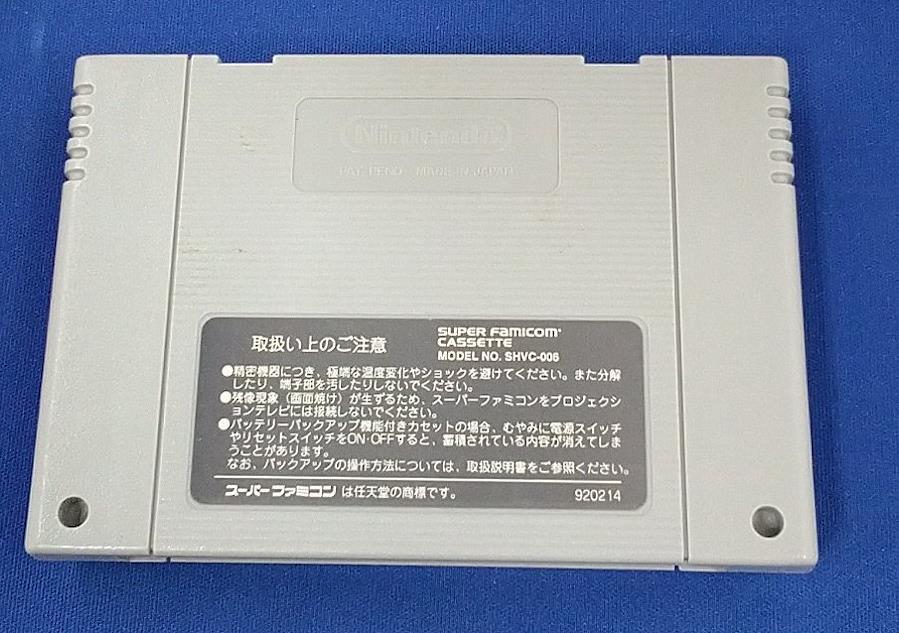 Nintendo
PAT. PEND. MADE IN JAPAN
取扱い上のご注意
SUPER Famicom
CASSETTE
MODEL NO. SHVC-006
●精密機器につき、極端な温度変化やショックを避けてください。また分解
したり、端子部を汚したりしないでください。
●残像現象(画面焼け)が生ずるため、スーパーファミコンをプロジェクシ
ョンテレビには接続しないでください。
●バッテリーバックアップ機能付きカセットの場合、むやみに電源スイッチ
やリセットスイッチをON・OFFすると、蓄積されている内容が消えてしま
うことがあります。
なお、バックアップの操作方法については、取扱説明書をご参照ください。
スーパーファミコン は任天堂の商標です。
920214